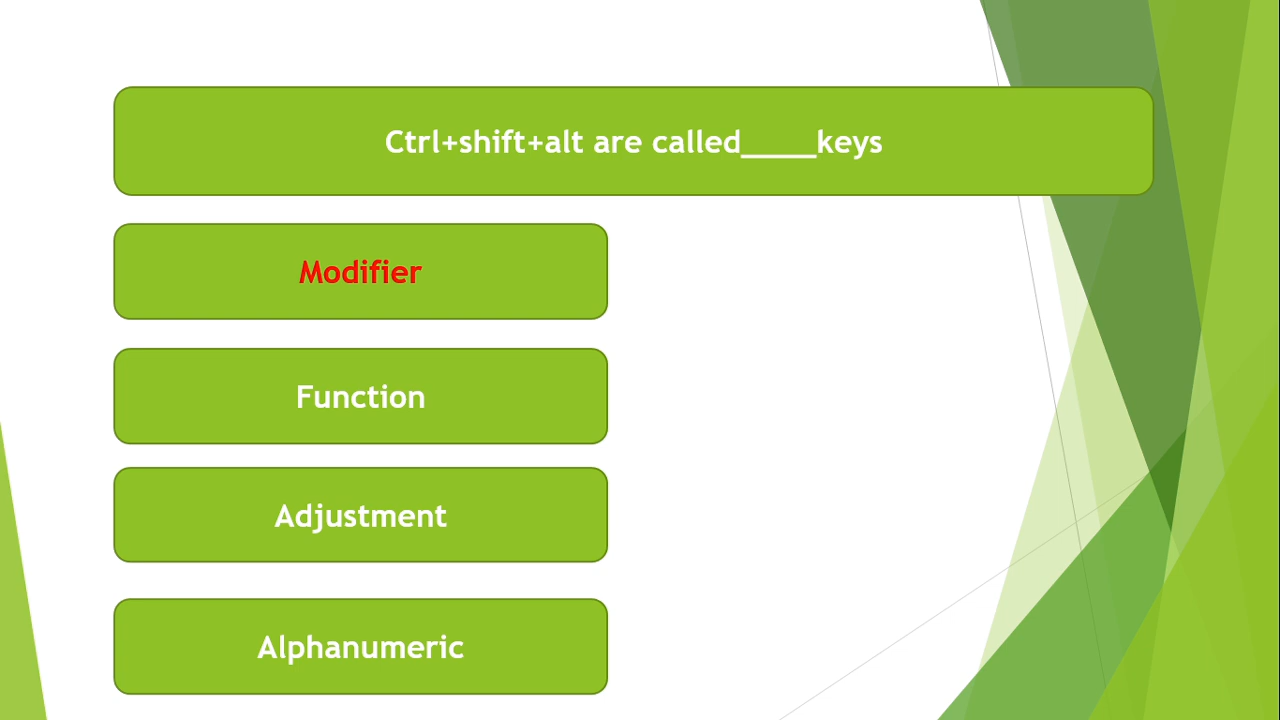 Ctrl+shift+alt are called_____keys
Modifier
Function
Adjustment
Alphanumeric